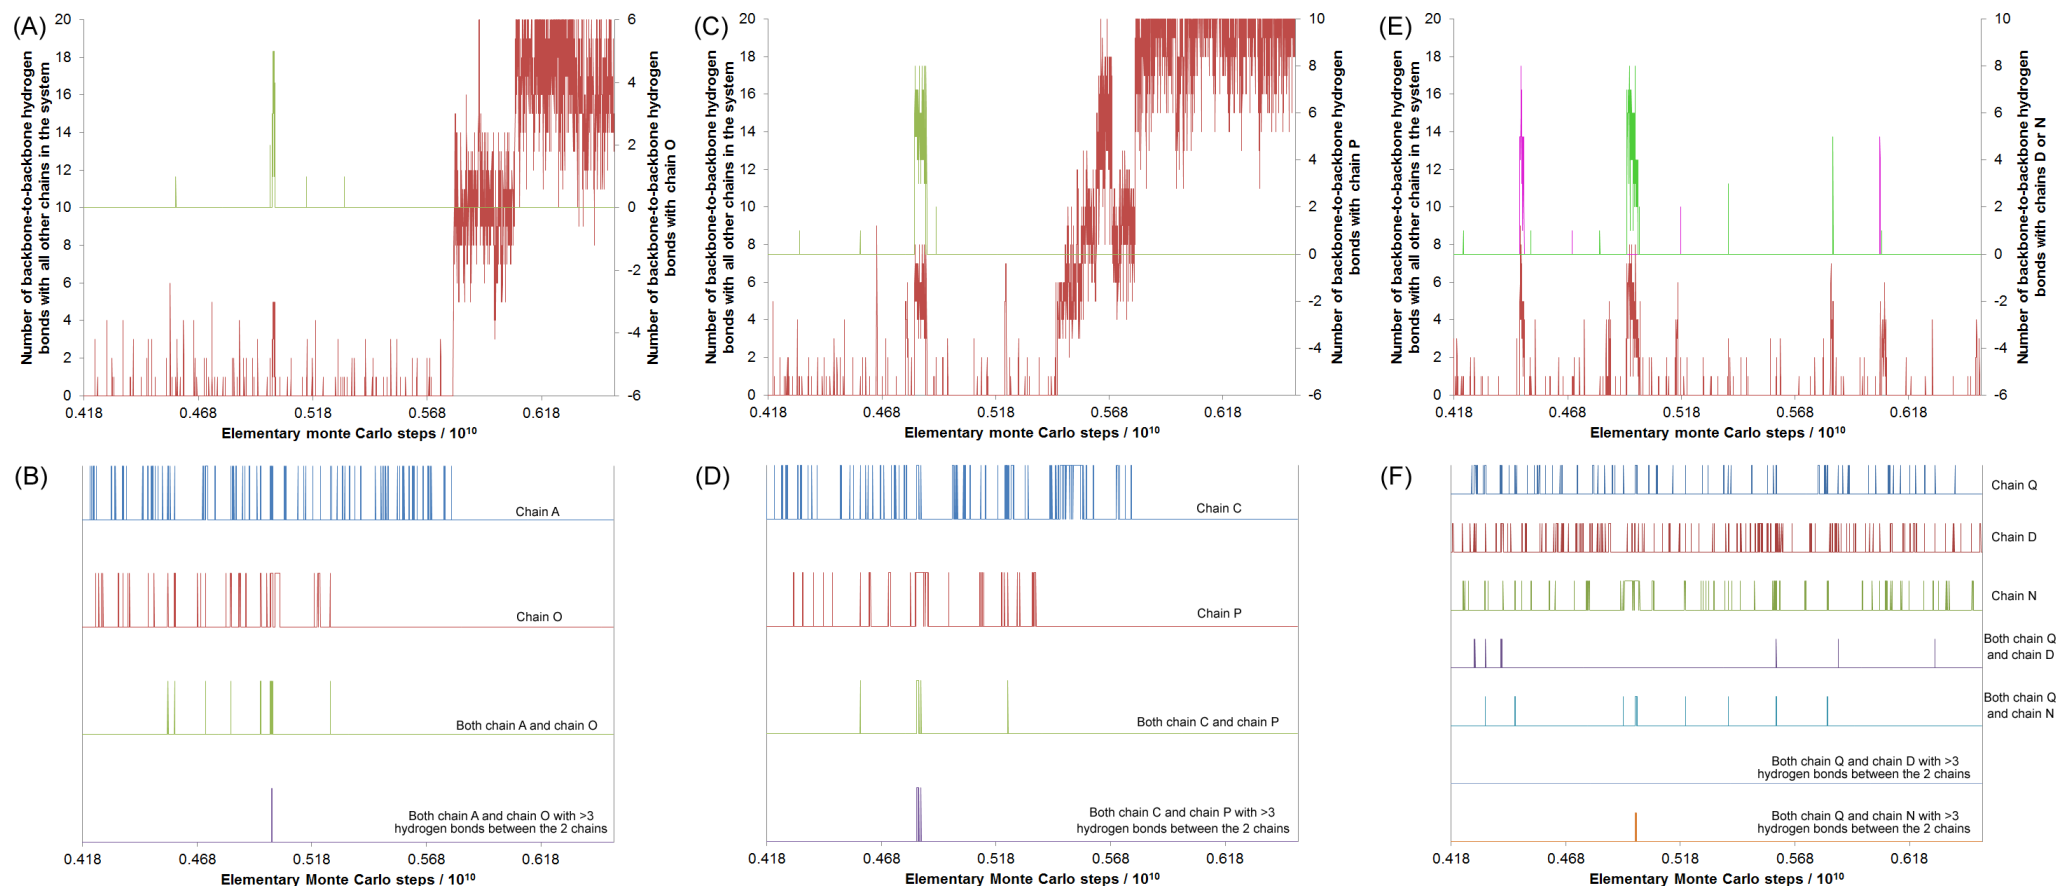 (A)
20
18
16
14
12
10
8
6
4
2
0
Number of backbone-to-backbone hydrogen
bonds with all other chains in the system
6
4
2
0
-2
-4
-6
Number of backbone-to-backbone hydrogen
bonds with chain O
0.418
0.468
0.518
0.568
0.618
Elementary monte Carlo steps / 10¹⁰
(C)
20
18
16
14
12
10
8
6
4
2
0
Number of backbone-to-backbone hydrogen
bonds with all other chains in the system
10
8
6
4
2
0
-2
-4
-6
Number of backbone-to-backbone hydrogen
bonds with chain P
0.418
0.468
0.518
0.568
0.618
Elementary monte Carlo steps / 10¹⁰
(E)
20
18
16
14
12
10
8
6
4
2
0
Number of backbone-to-backbone hydrogen
bonds with all other chains in the system
10
8
6
4
2
0
-2
-4
-6
Number of backbone-to-backbone hydrogen
bonds with chains D or N
0.418
0.468
0.518
0.568
0.618
Elementary monte Carlo steps / 10¹⁰
(B)
Chain A
Chain O
Both chain A and chain O
Both chain A and chain O with >3
hydrogen bonds between the 2 chains
0.418
0.468
0.518
0.568
0.618
Elementary Monte Carlo steps / 10¹⁰
(D)
Chain C
Chain P
Both chain C and chain P
Both chain C and chain P with >3
hydrogen bonds between the 2 chains
0.418
0.468
0.518
0.568
0.618
Elementary Monte Carlo steps / 10¹⁰
(F)
Chain Q
Chain D
Chain N
Both chain Q
and chain D
Both chain Q
and chain N
Both chain Q and chain D with >3
hydrogen bonds between the 2 chains
Both chain Q and chain N with >3
hydrogen bonds between the 2 chains
0.418
0.468
0.518
0.568
0.618
Elementary Monte Carlo steps / 10¹⁰